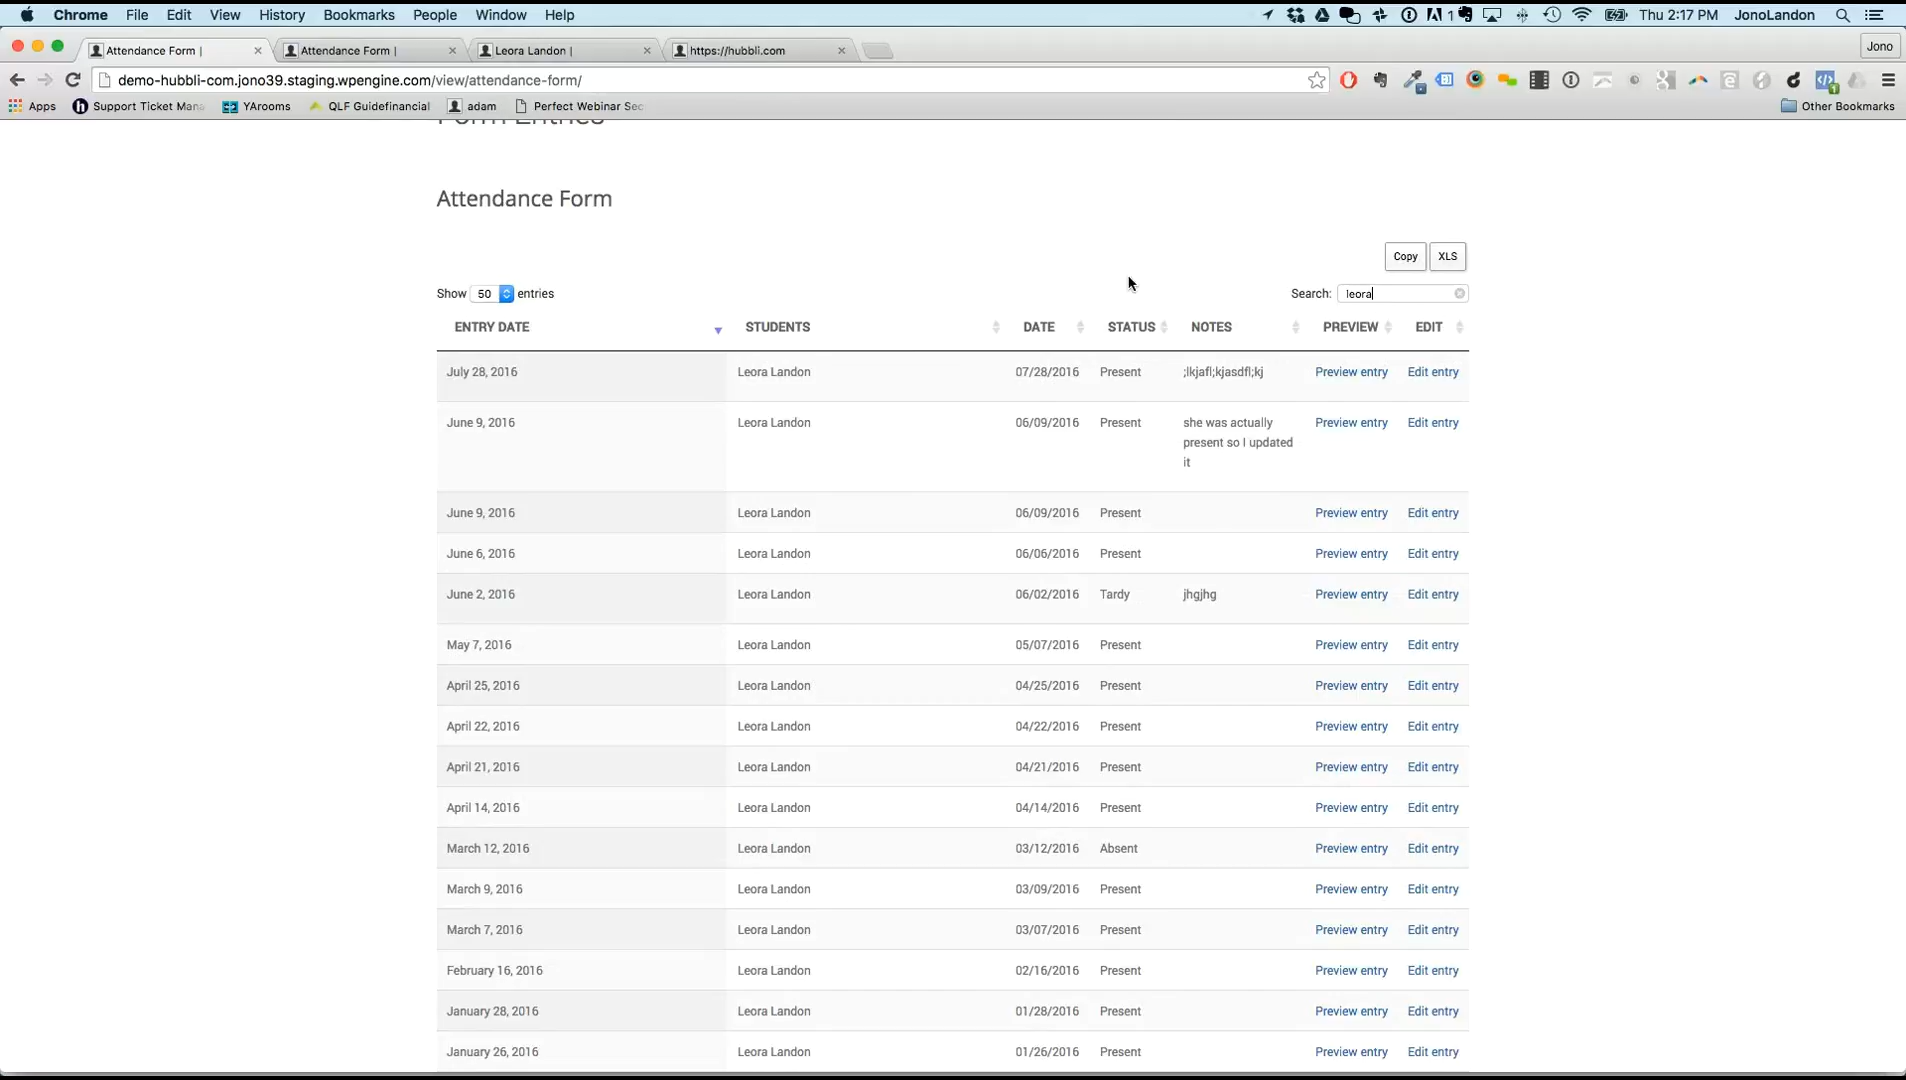 Chrome File Edit View History Bookmarks People Window Help 1 Thu 2:17 PM JonoLandon
Attendance Form | Attendance Form | Leora Landon | https://hubbli.com Jono
demo-hubbli-com.jono39.staging.wpengine.com/view/attendance-form/
Apps Support Ticket Mana YArooms QLF Guidefinancial adam Perfect Webinar Sec Other Bookmarks
Form Entries
Attendance Form
Copy XLS
Show 50 entries Search: leora
ENTRY DATE STUDENTS DATE STATUS NOTES PREVIEW EDIT
July 28, 2016 Leora Landon 07/28/2016 Present ;lkjafl;kjasdfl;kj Preview entry Edit entry
June 9, 2016 Leora Landon 06/09/2016 Present she was actually Preview entry Edit entry
present so I updated
it
June 9, 2016 Leora Landon 06/09/2016 Present Preview entry Edit entry
June 6, 2016 Leora Landon 06/06/2016 Present Preview entry Edit entry
June 2, 2016 Leora Landon 06/02/2016 Tardy jhgjhg Preview entry Edit entry
May 7, 2016 Leora Landon 05/07/2016 Present Preview entry Edit entry
April 25, 2016 Leora Landon 04/25/2016 Present Preview entry Edit entry
April 22, 2016 Leora Landon 04/22/2016 Present Preview entry Edit entry
April 21, 2016 Leora Landon 04/21/2016 Present Preview entry Edit entry
April 14, 2016 Leora Landon 04/14/2016 Present Preview entry Edit entry
March 12, 2016 Leora Landon 03/12/2016 Absent Preview entry Edit entry
March 9, 2016 Leora Landon 03/09/2016 Present Preview entry Edit entry
March 7, 2016 Leora Landon 03/07/2016 Present Preview entry Edit entry
February 16, 2016 Leora Landon 02/16/2016 Present Preview entry Edit entry
January 28, 2016 Leora Landon 01/28/2016 Present Preview entry Edit entry
January 26, 2016 Leora Landon 01/26/2016 Present Preview entry Edit entry